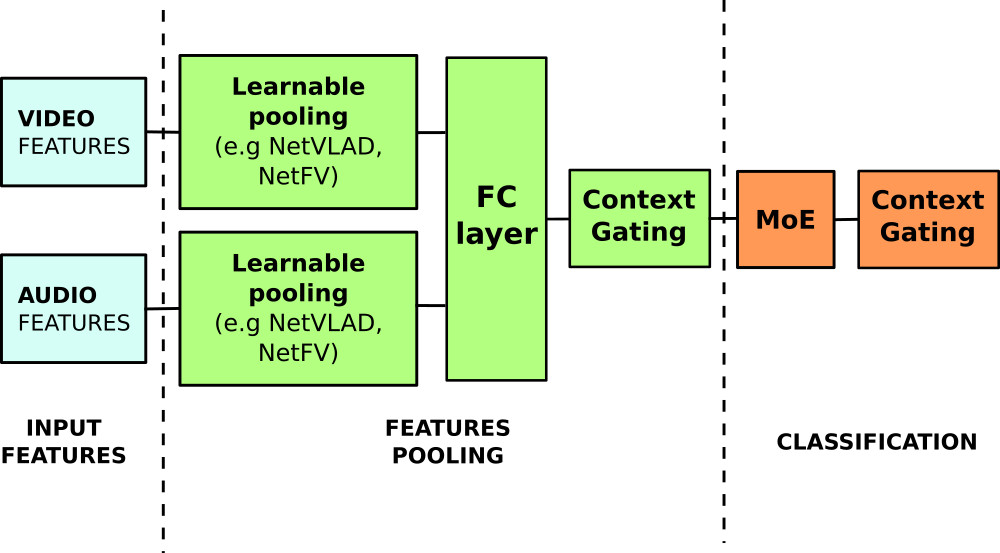 VIDEO
FEATURES
Learnable
pooling
(e.g NetVLAD,
NetFV)
AUDIO
FEATURES
Learnable
pooling
(e.g NetVLAD,
NetFV)
FC
layer
Context
Gating
MoE
Context
Gating
INPUT
FEATURES
FEATURES
POOLING
CLASSIFICATION